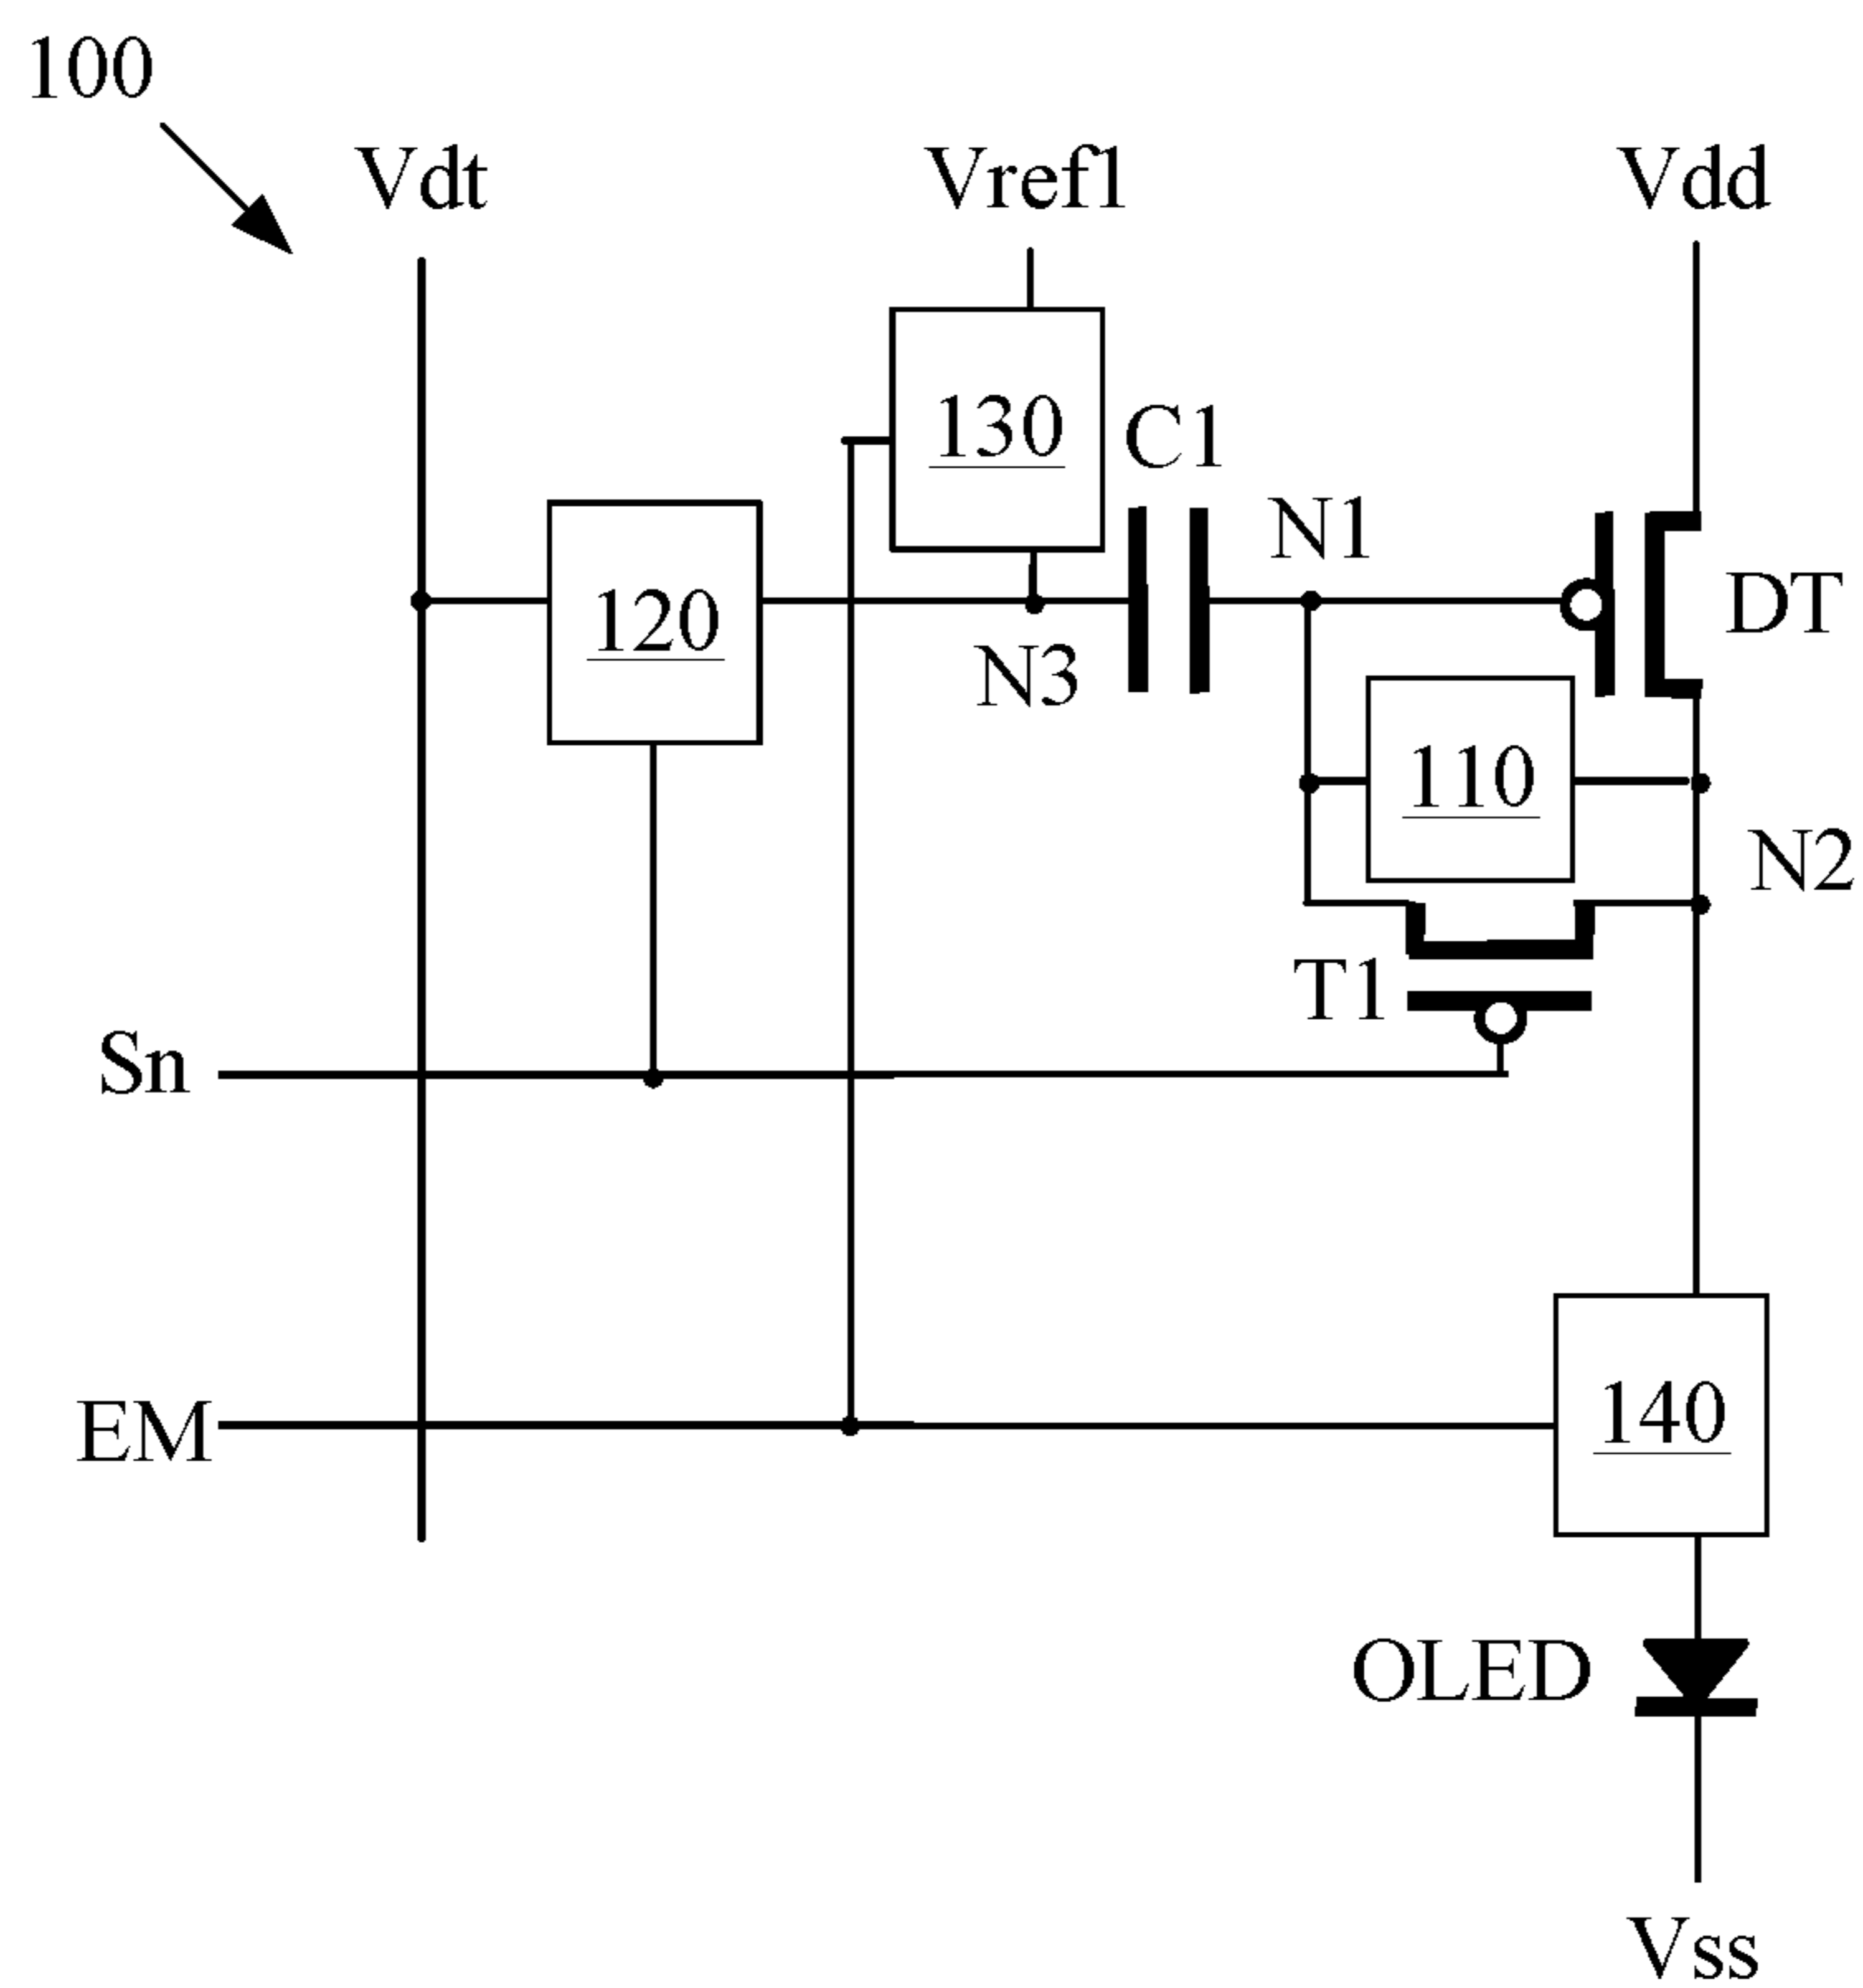 100
Vdt
Vref1
Vdd
130
C1
N1
120
DT
N3
110
N2
T1
Sn
EM
140
OLED
Vss